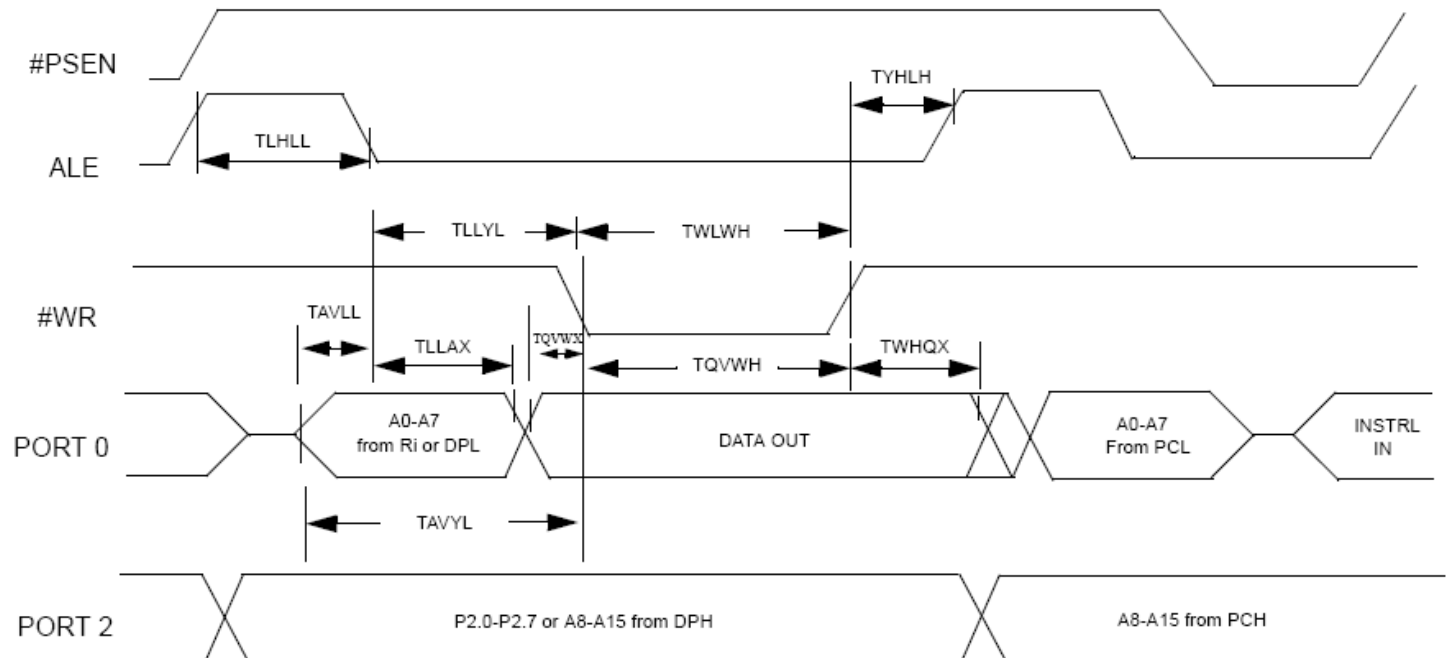 #PSEN
TYHLH
TLHLL
ALE
TLLYL
TWLWH
#WR
TAVLL
TQVWX
TLLAX
TQVWH
TWHQX
PORT 0
A0-A7
from Ri or DPL
DATA OUT
A0-A7
From PCL
INSTRL
IN
TAVYL
PORT 2
P2.0-P2.7 or A8-A15 from DPH
A8-A15 from PCH